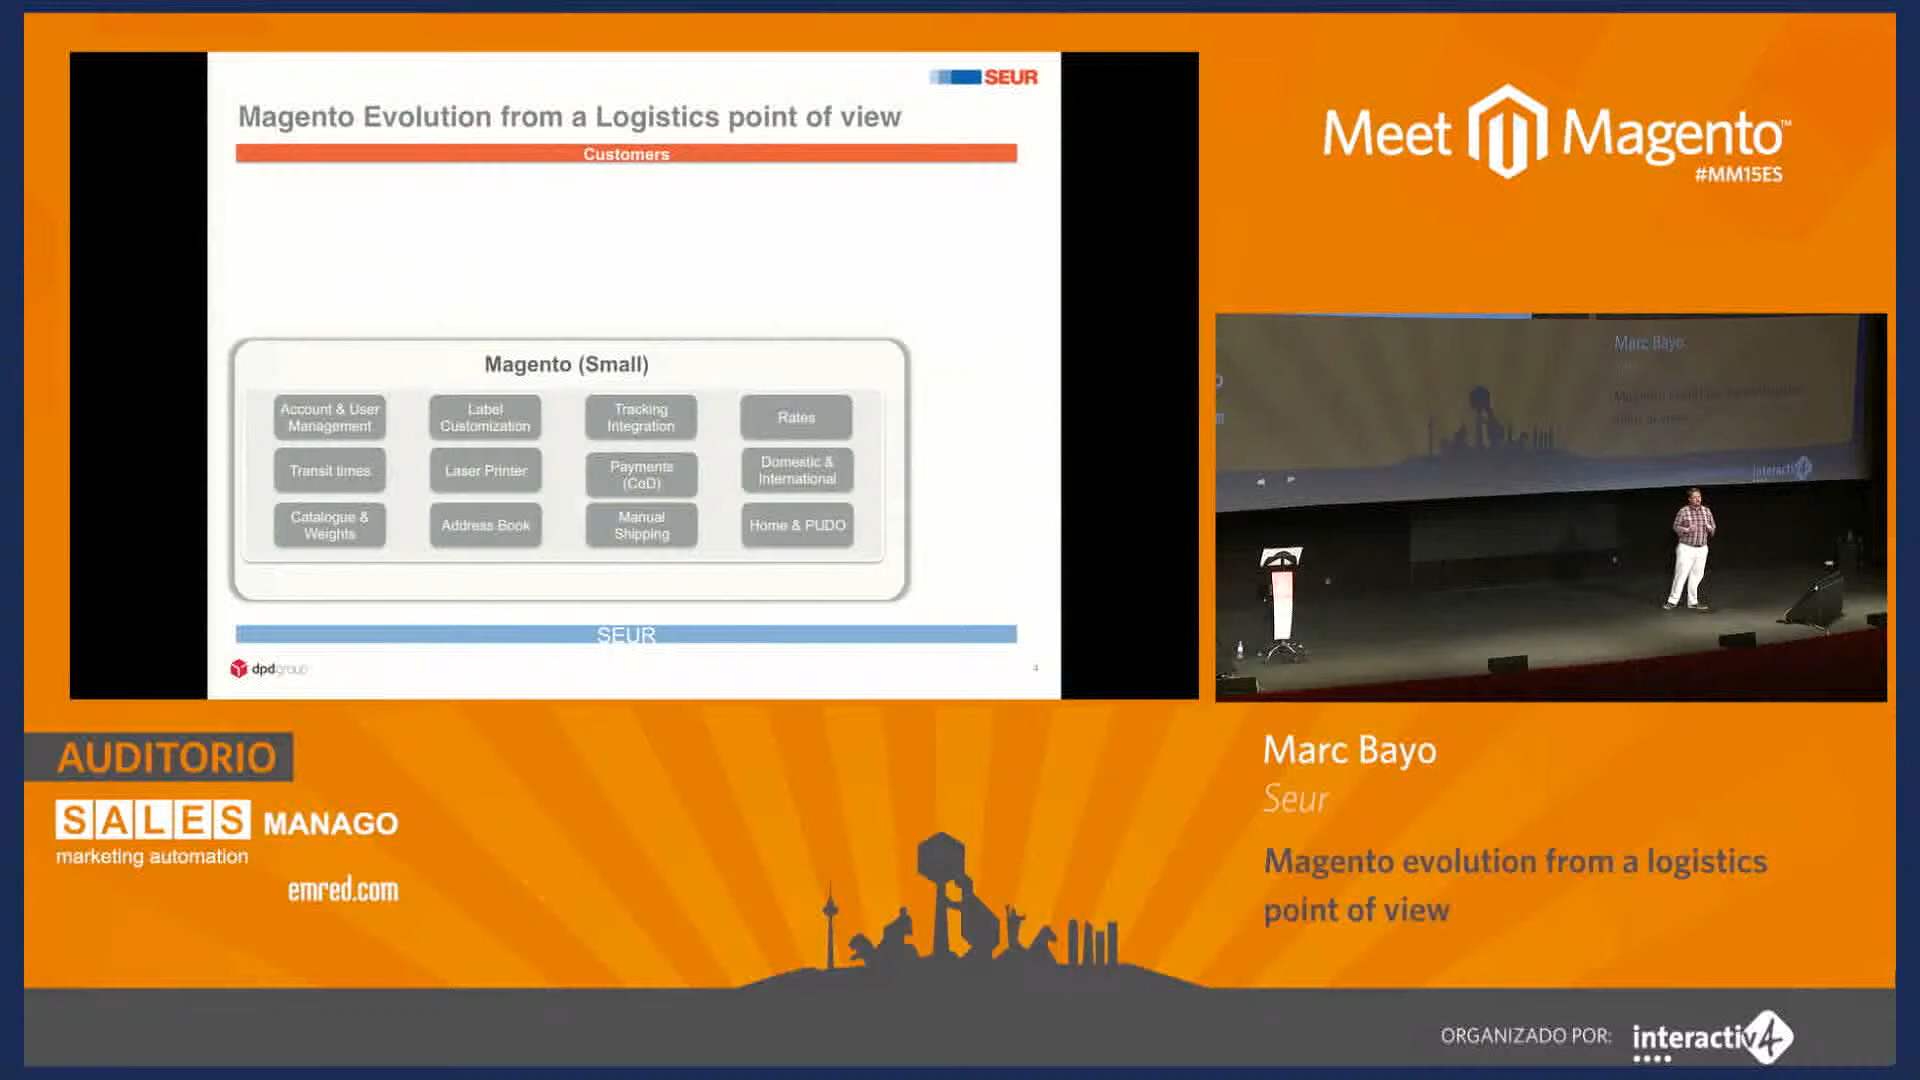 SEUR
Magento Evolution from a Logistics point of view
Customers
Magento (Small)
Account & User
Management
Label
Customization
Tracking
Integration
Rates
Transit times
Laser Printer
Payments
(CoD)
Domestic &
International
Catalogue &
Weights
Address Book
Manual
Shipping
Home & PUDO
SEUR
dpdgroup
4
Meet Magento™
#MM15ES
Marc Bayo
interactiv4
AUDITORIO
SALES MANAGO
marketing automation
emred.com
Marc Bayo
Seur
Magento evolution from a logistics
point of view
ORGANIZADO POR:
interactiv4